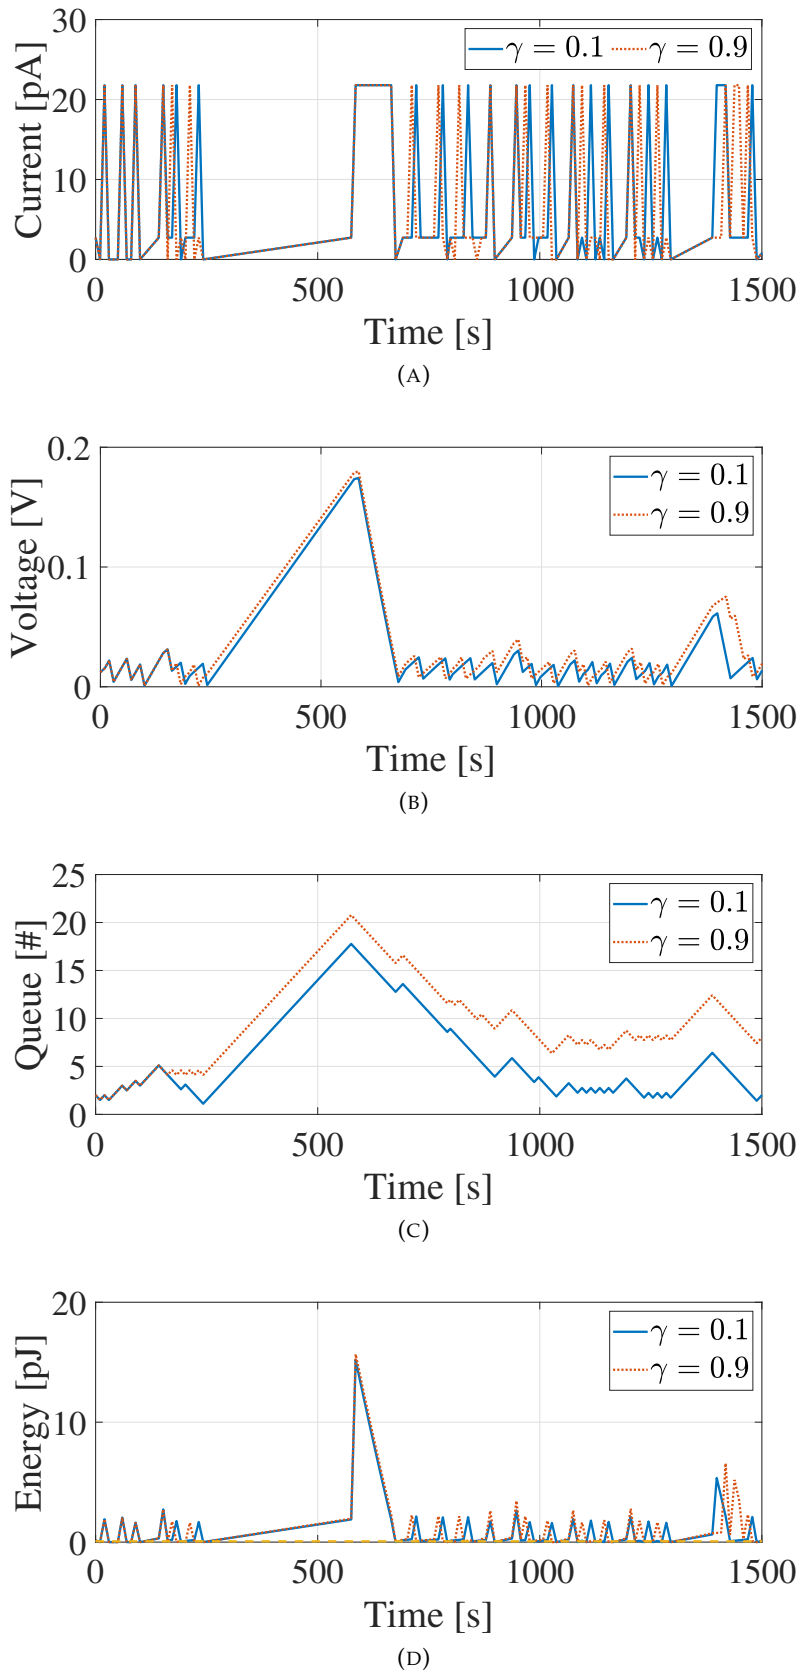 Current [pA]
30
20
10
0
γ = 0.1 γ = 0.9
0 500 1000 1500
Time [s]
(A)
Voltage [V]
0.2
0.1
0
γ = 0.1
γ = 0.9
0 500 1000 1500
Time [s]
(B)
Queue [#]
25
20
15
10
5
0
γ = 0.1
γ = 0.9
0 500 1000 1500
Time [s]
(C)
Energy [pJ]
20
10
0
γ = 0.1
γ = 0.9
0 500 1000 1500
Time [s]
(D)